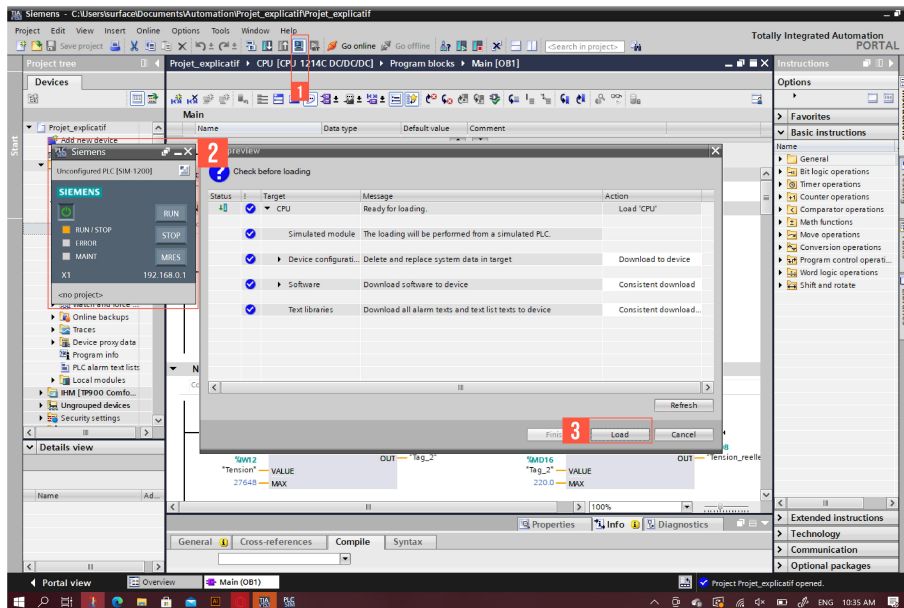 Siemens - C:\Users\surface\Documents\Automation\Projet_explicatif\Projet_explicatif
Project Edit View Insert Online Options Tools Window Help
Totally Integrated Automation
PORTAL
Save project
Go online
Go offline
<Search in project>
1
Project tree
Projet_explicatif ▸ CPU [CPU 1214C DC/DC/DC] ▸ Program blocks ▸ Main [OB1]
Instructions
Devices
Options
Start
Main
Name Data type Default value Comment
Projet_explicatif
Add new device
Favorites
Basic instructions
Name
General
Bit logic operations
Timer operations
Counter operations
Comparator operations
Math functions
Move operations
Conversion operations
Program control operati...
Word logic operations
Shift and rotate
2
Siemens
Unconfigured PLC [SIM-1200]
SIEMENS
RUN
RUN / STOP
STOP
ERROR
MAINT
MRES
X1 192.168.0.1
<no project>
preview
Check before loading
Status ! Target Message Action
CPU Ready for loading. Load 'CPU'
Simulated module The loading will be performed from a simulated PLC.
Device configurati... Delete and replace system data in target Download to device
Software Download software to device Consistent download
Text libraries Download all alarm texts and text list texts to device Consistent download...
Refresh
3
Finis
Load
Cancel
Online backups
Traces
Device proxy data
Program info
PLC alarm text lists
Local modules
IHM [TP900 Comfo...
Ungrouped devices
Security settings
Details view
Name Ad...
%IW12
"Tension" VALUE
27648 MAX
OUT "Tag_2"
%MD16
"Tag_2" VALUE
220.0 MAX
OUT "Tension_reelle
100%
Properties Info Diagnostics
General Cross-references Compile Syntax
Extended instructions
Technology
Communication
Optional packages
Portal view Overview Main (OB1)
Project Projet_explicatif opened.
ENG 10:35 AM